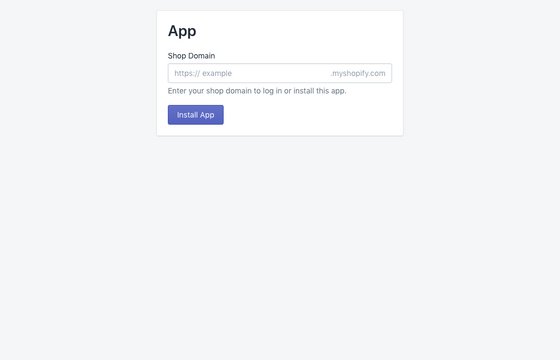 App
Shop Domain
https:// example .myshopify.com
Enter your shop domain to log in or install this app.
Install App